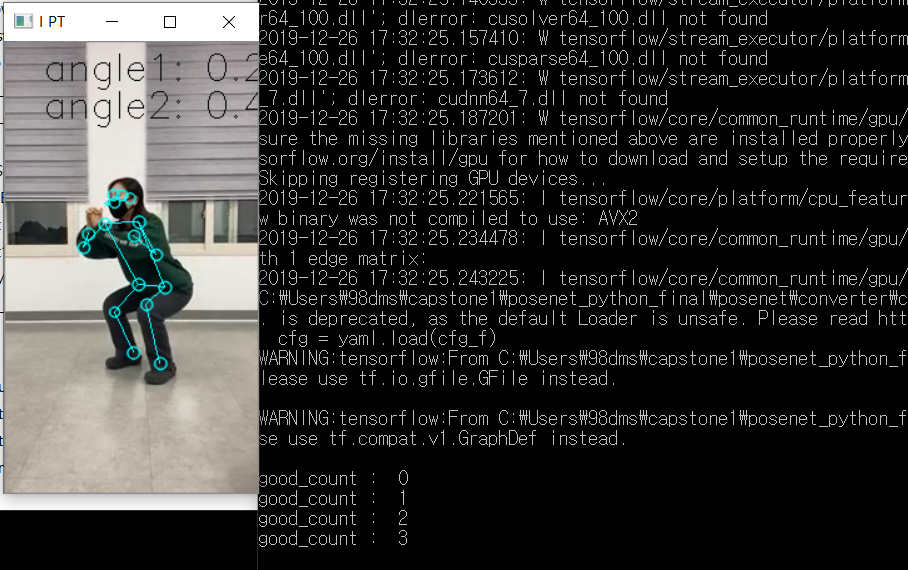 I PT
angle1: 0.2
angle2: 0.4
r64_100.dll'; dlerror: cusolver64_100.dll not found
2019-12-26 17:32:25.157410: W tensorflow/stream_executor/platform
e64_100.dll'; dlerror: cusparse64_100.dll not found
2019-12-26 17:32:25.173612: W tensorflow/stream_executor/platform
_7.dll'; dlerror: cudnn64_7.dll not found
2019-12-26 17:32:25.187201: W tensorflow/core/common_runtime/gpu/
sure the missing libraries mentioned above are installed properly
sorflow.org/install/gpu for how to download and setup the require
Skipping registering GPU devices...
2019-12-26 17:32:25.221565: I tensorflow/core/platform/cpu_featur
w binary was not compiled to use: AVX2
2019-12-26 17:32:25.234478: I tensorflow/core/common_runtime/gpu/
th 1 edge matrix:
2019-12-26 17:32:25.243225: I tensorflow/core/common_runtime/gpu/
C:₩Users₩98dms₩capstone1₩posenet_python_final₩posenet₩converter₩c
. is deprecated, as the default Loader is unsafe. Please read htt
cfg = yaml.load(cfg_f)
WARNING:tensorflow:From C:₩Users₩98dms₩capstone1₩posenet_python_f
lease use tf.io.gfile.GFile instead.
WARNING:tensorflow:From C:₩Users₩98dms₩capstone1₩posenet_python_f
se use tf.compat.v1.GraphDef instead.
good_count : 0
good_count : 1
good_count : 2
good_count : 3